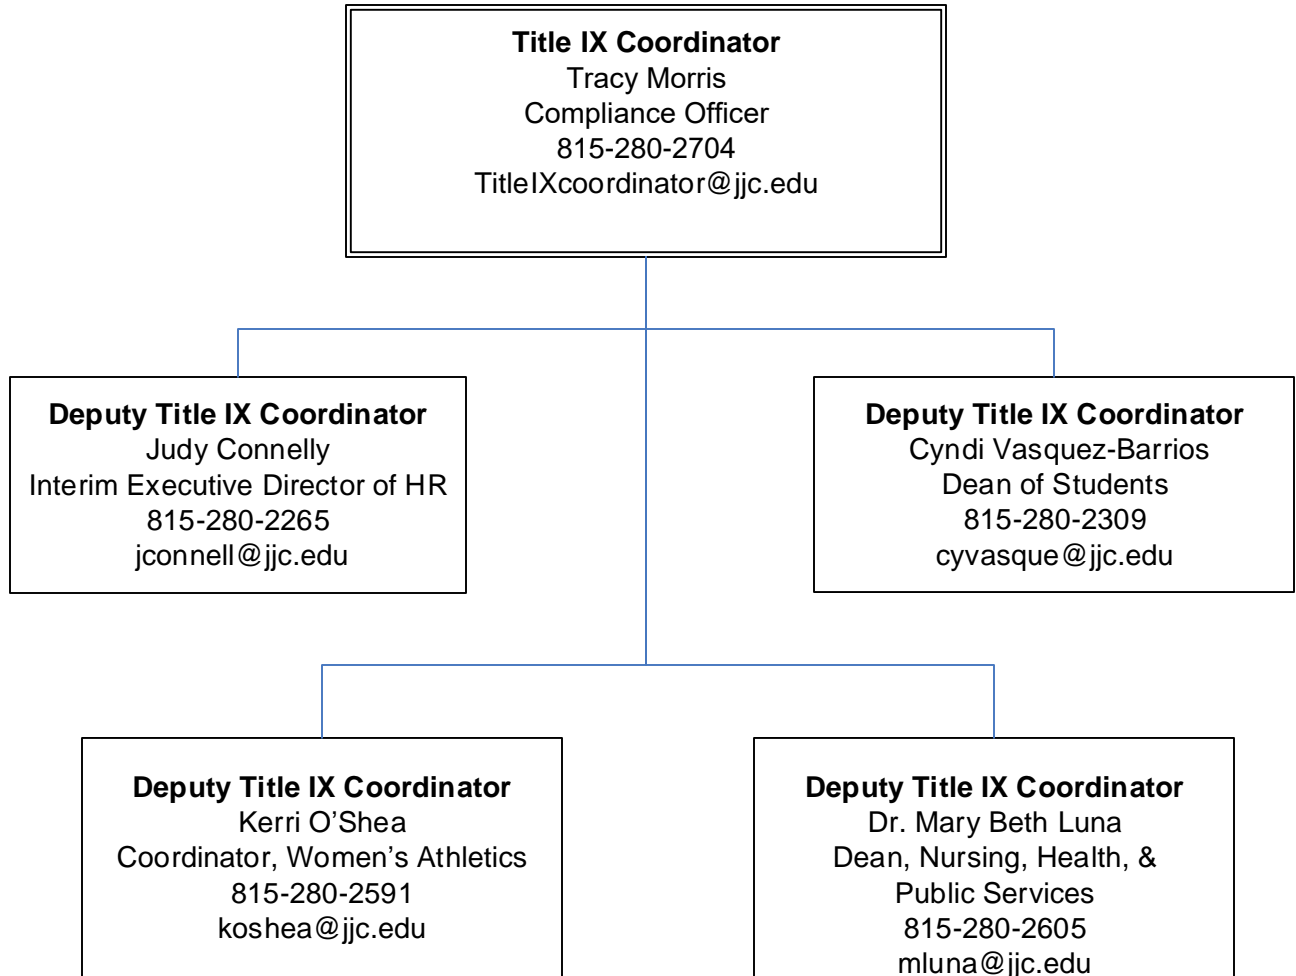 Title IX Coordinator
Tracy Morris
Compliance Officer
815-280-2704
TitleIXcoordinator@jjc.edu
Deputy Title IX Coordinator
Judy Connelly
Interim Executive Director of HR
815-280-2265
jconnell@jjc.edu
Deputy Title IX Coordinator
Cyndi Vasquez-Barrios
Dean of Students
815-280-2309
cyvasque@jjc.edu
Deputy Title IX Coordinator
Kerri O’Shea
Coordinator, Women’s Athletics
815-280-2591
koshea@jjc.edu
Deputy Title IX Coordinator
Dr. Mary Beth Luna
Dean, Nursing, Health, &
Public Services
815-280-2605
mluna@jjc.edu